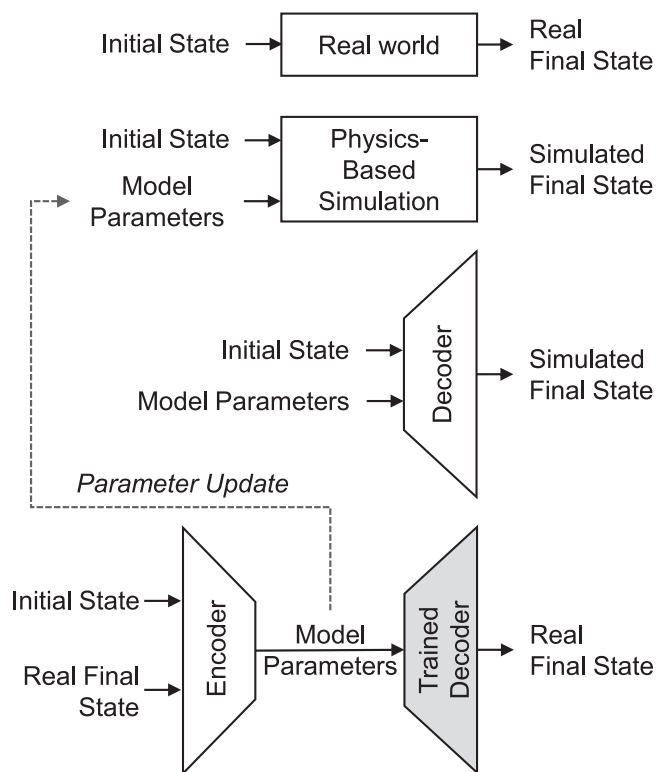 Initial State
Real world
Real
Final State
Initial State
Model
Parameters
Physics-
Based
Simulation
Simulated
Final State
Initial State
Model Parameters
Decoder
Simulated
Final State
Parameter Update
Initial State
Real Final
State
Encoder
Model
Parameters
Trained
Decoder
Real
Final State